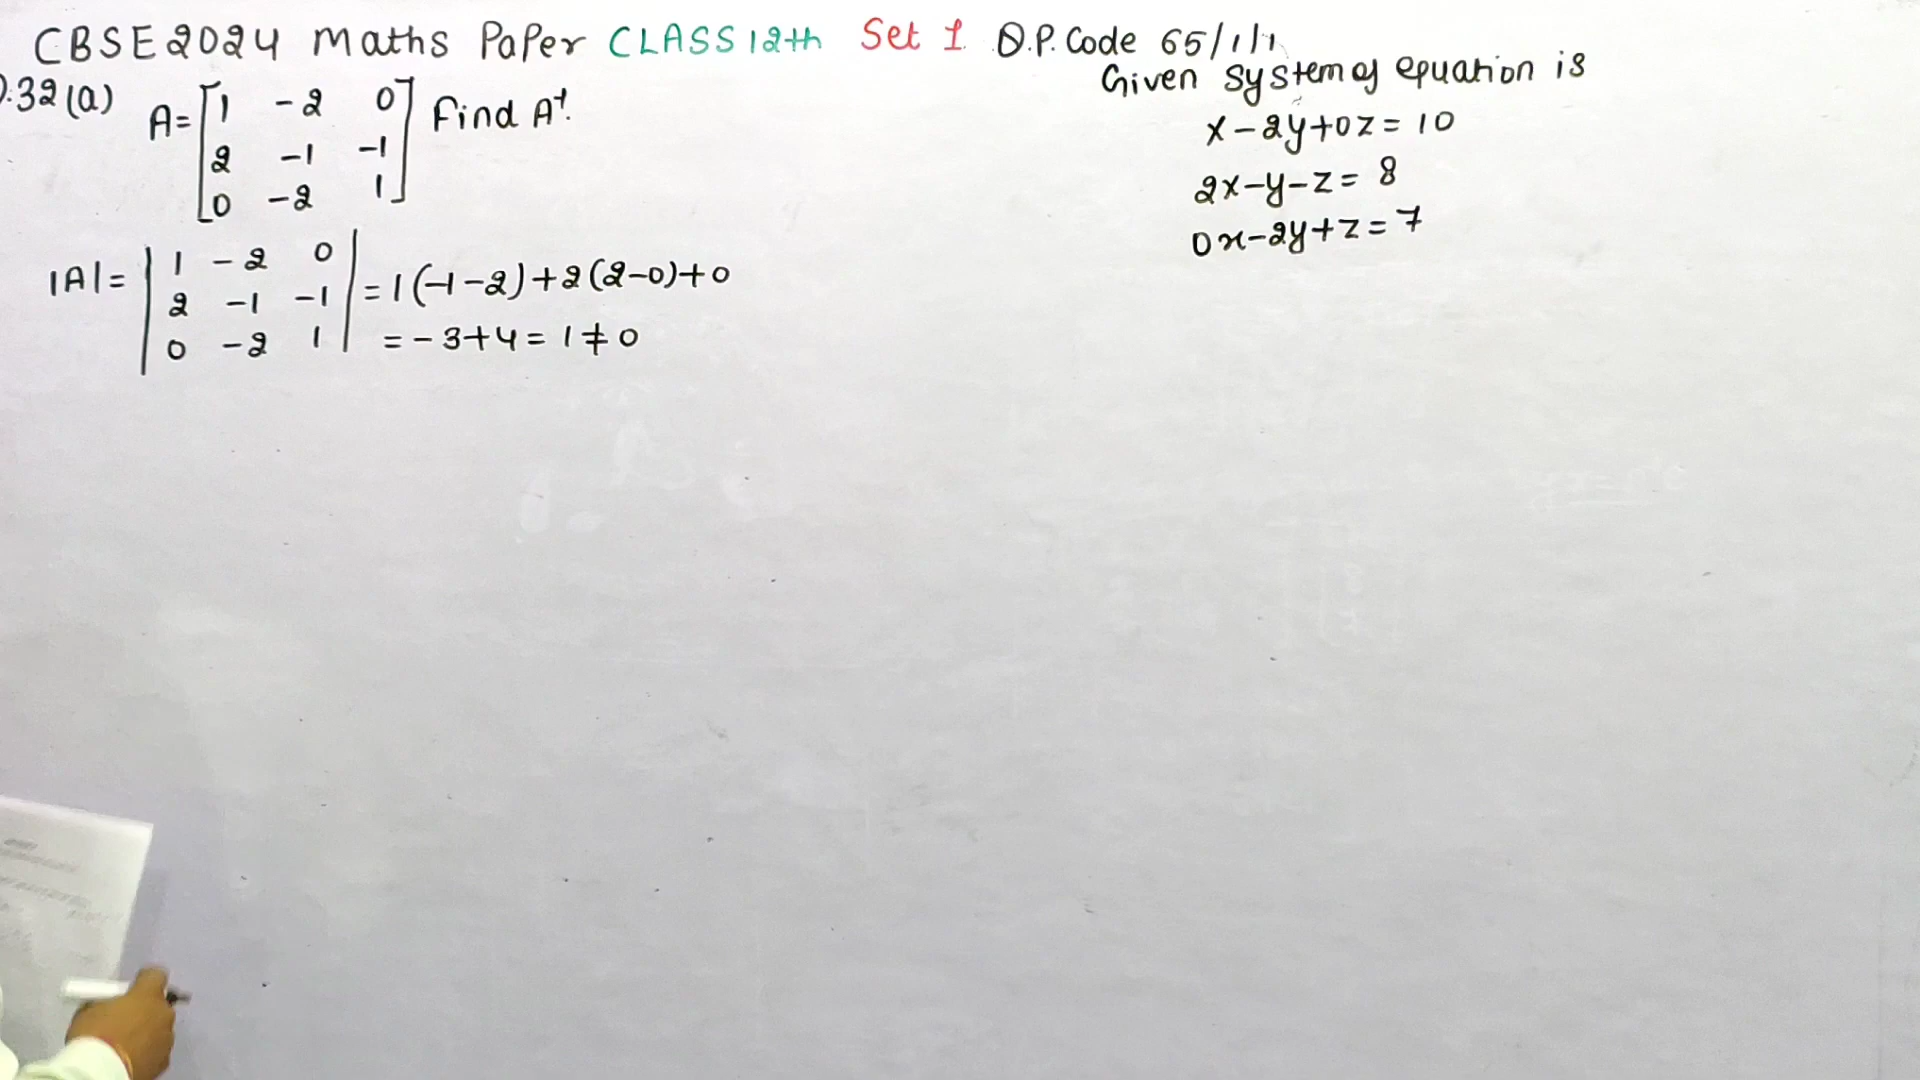 CBSE 2024 Maths Paper CLASS 12th Set 1 Q.P. Code 65/1/1
32(a) A = [1 -2 0
2 -1 -1
0 -2 1] Find A⁻¹.
|A| = |1 -2 0
2 -1 -1
0 -2 1| = 1(-1-2)+2(2-0)+0
= -3+4 = 1 ≠ 0
Given system of equation is
x-2y+0z = 10
2x-y-z = 8
0x-2y+z = 7